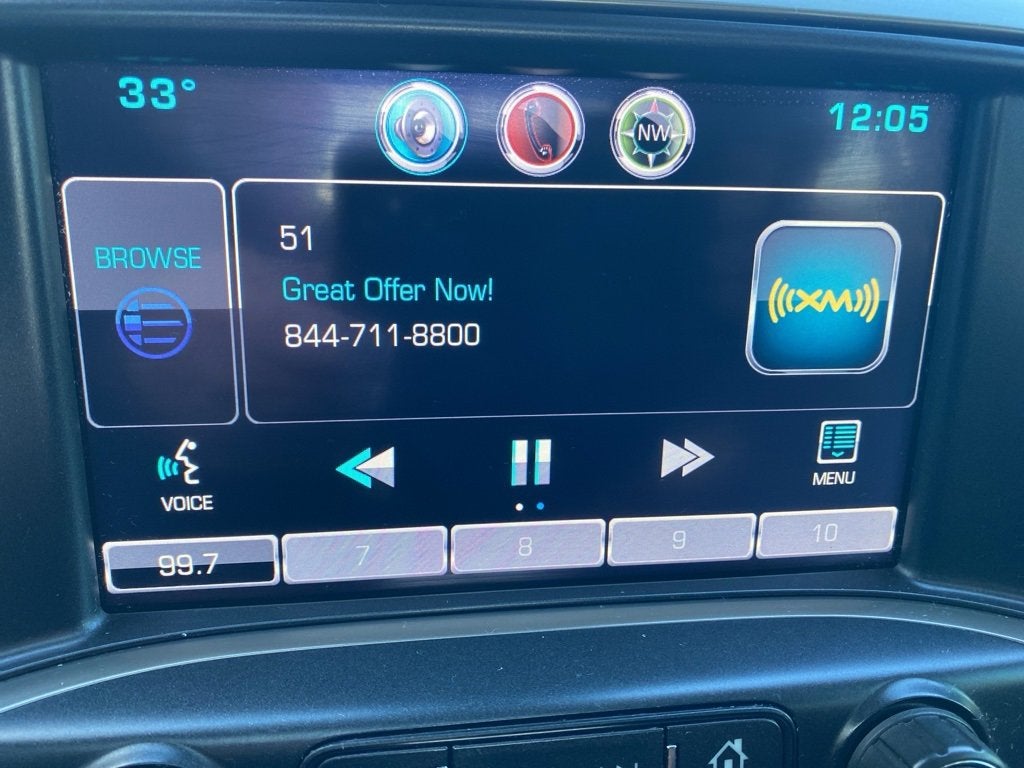 33°
NW
12:05
BROWSE
51
Great Offer Now!
844-711-8800
((XM))
VOICE
MENU
99.7
7
8
9
10